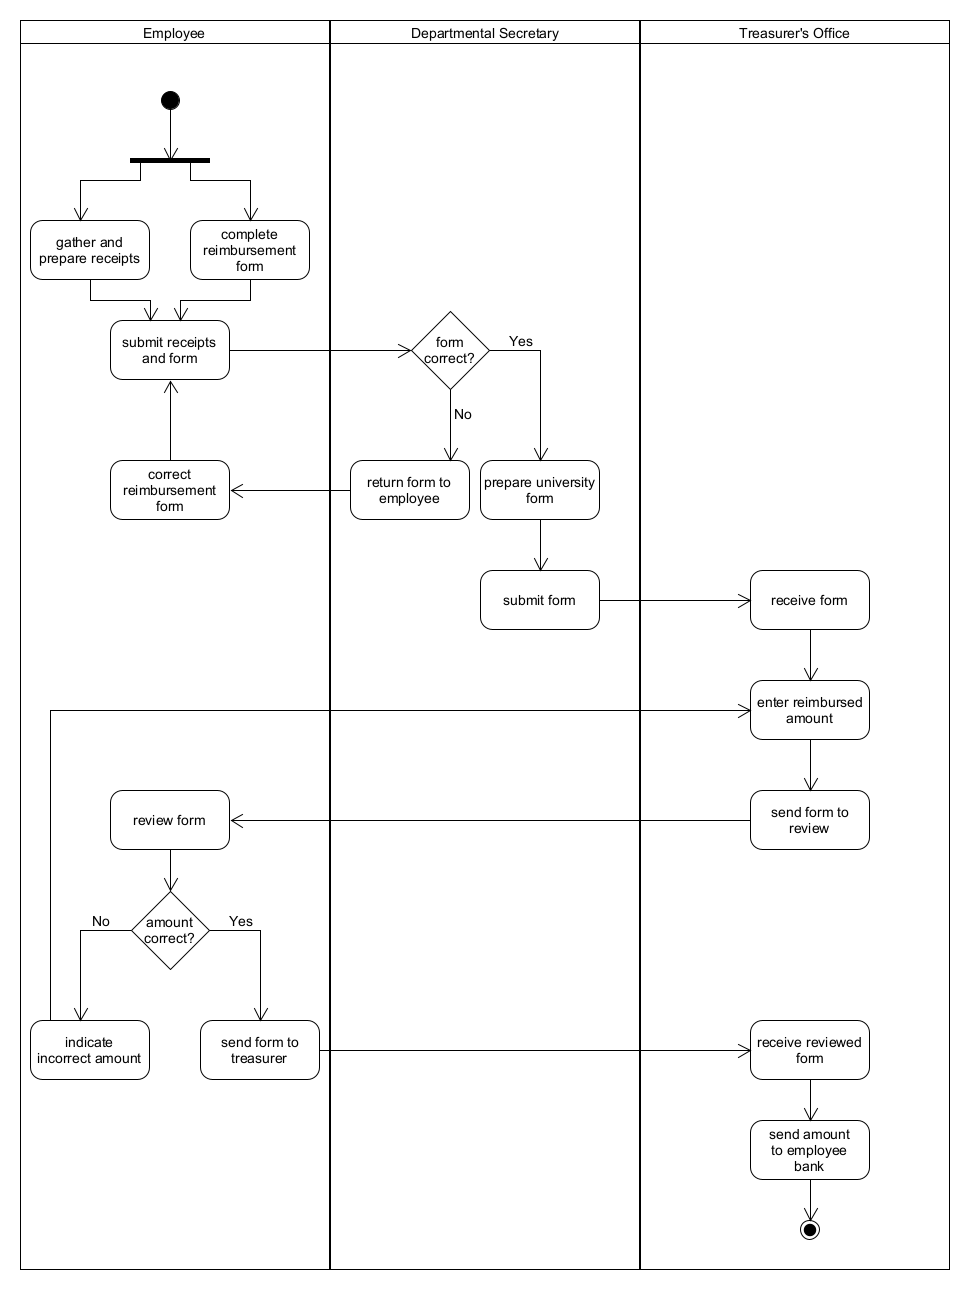 Employee
Departmental Secretary
Treasurer's Office
gather and
prepare receipts
complete
reimbursement
form
submit receipts
and form
form
correct?
Yes
No
correct
reimbursement
form
return form to
employee
prepare university
form
submit form
receive form
enter reimbursed
amount
review form
send form to
review
No
amount
correct?
Yes
indicate
incorrect amount
send form to
treasurer
receive reviewed
form
send amount
to employee
bank